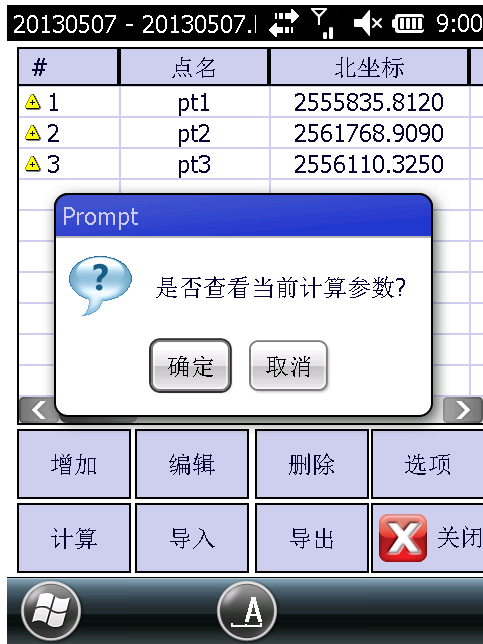 20130507 - 20130507.
9:00
# 点名 北坐标
1 pt1 2555835.8120
2 pt2 2561768.9090
3 pt3 2556110.3250
Prompt
是否查看当前计算参数?
确定 取消
增加 编辑 删除 选项
计算 导入 导出 关闭
A